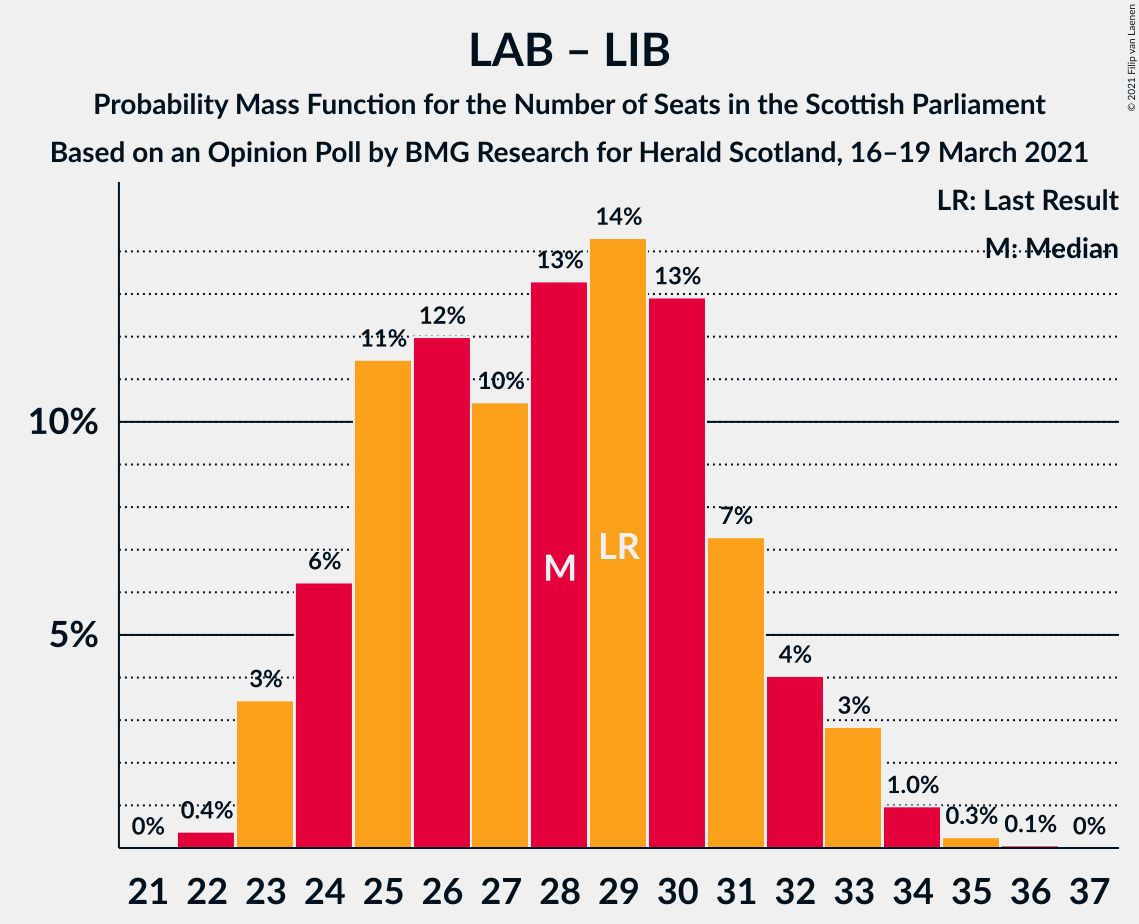 LAB – LIB
Probability Mass Function for the Number of Seats in the Scottish Parliament
Based on an Opinion Poll by BMG Research for Herald Scotland, 16–19 March 2021
© 2021 Filip van Laenen
LR: Last Result
M: Median
14%
13%
13%
12%
11%
10%
10%
7%
6%
M
LR
5%
4%
3%
3%
1.0%
0.4%
0.3%
0.1%
0%
0%
21 22 23 24 25 26 27 28 29 30 31 32 33 34 35 36 37